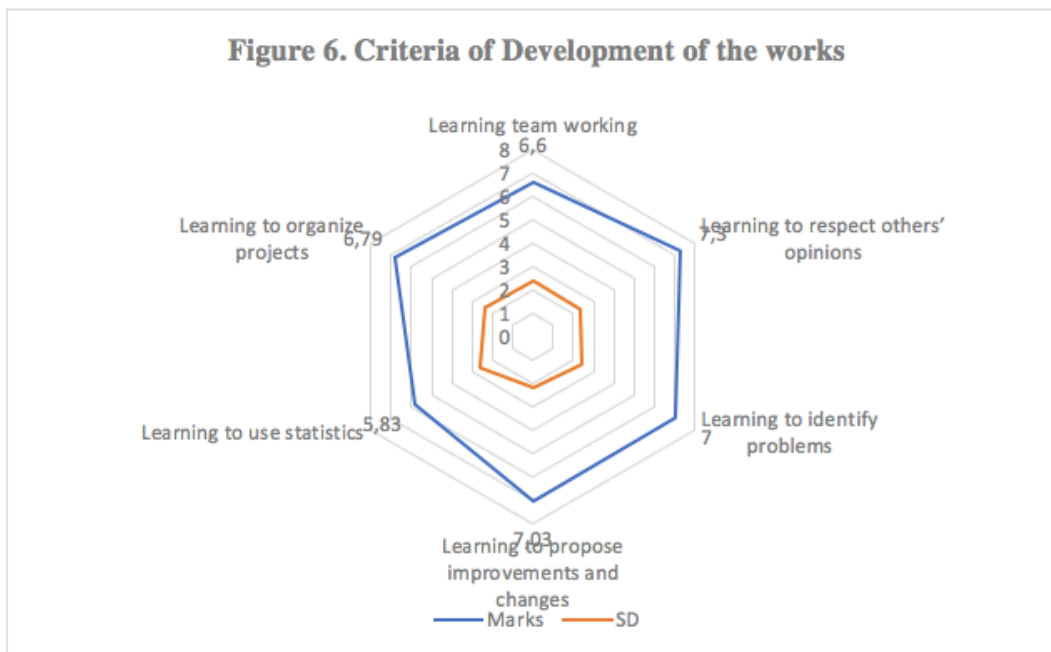 Figure 6. Criteria of Development of the works
Learning team working
6,6
8
7
6
5
4
3
2
1
0
Learning to respect others’
opinions
7,3
Learning to identify
problems
7
Learning to propose
improvements and
changes
7,03
Learning to use statistics
5,83
Learning to organize
projects
6,79
Marks
SD